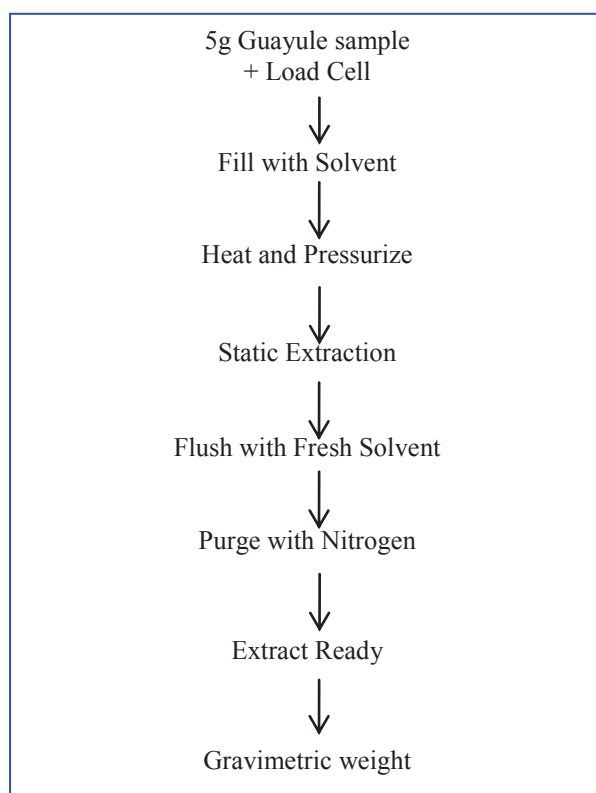 5g Guayule sample
+ Load Cell
Fill with Solvent
Heat and Pressurize
Static Extraction
Flush with Fresh Solvent
Purge with Nitrogen
Extract Ready
Gravimetric weight